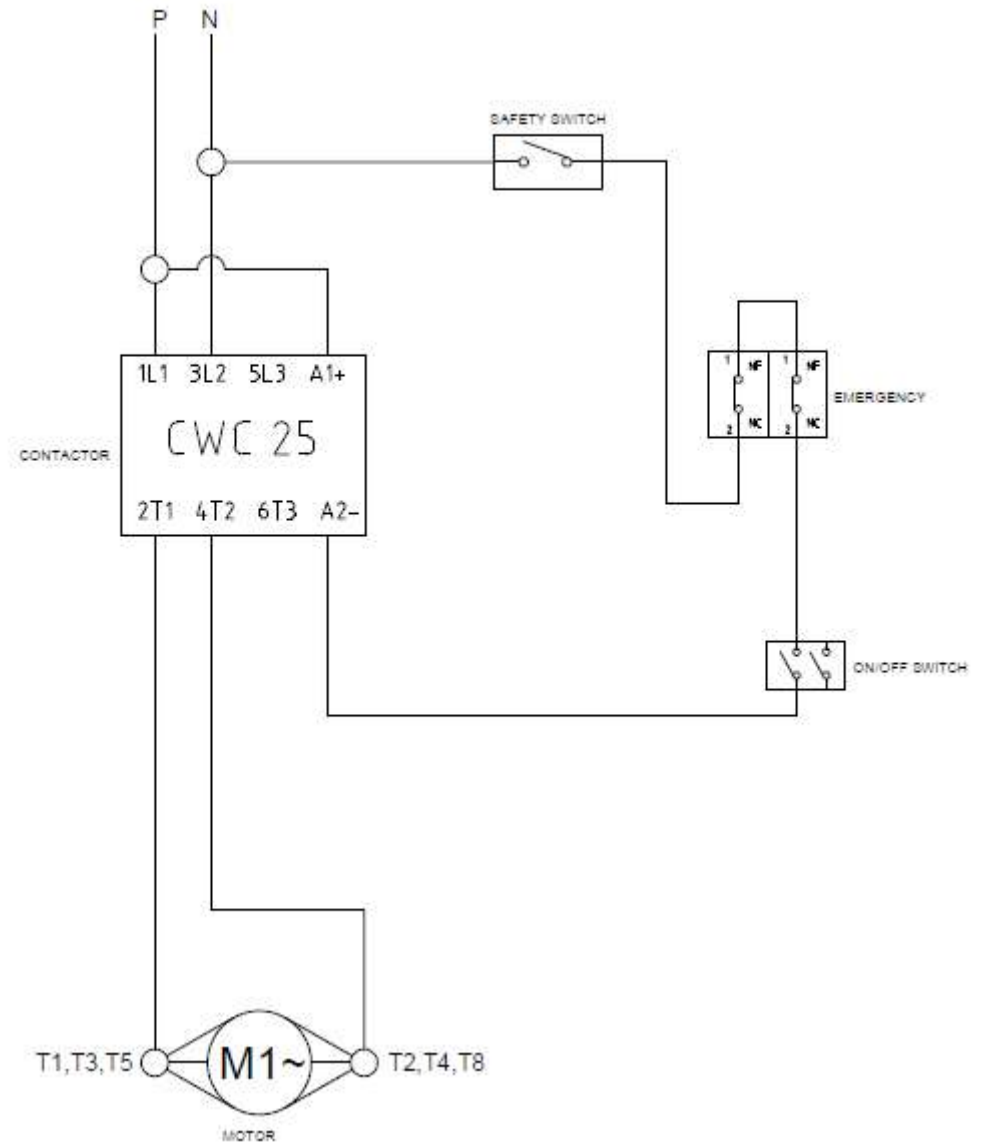 P N
SAFETY SWITCH
1L1 3L2 5L3 A1+
CWC 25
CONTACTOR
2T1 4T2 6T3 A2-
1 NF 1 NF
EMERGENCY
2 NC 2 NC
ON/OFF SWITCH
T1,T3,T5
M1~
T2,T4,T8
MOTOR